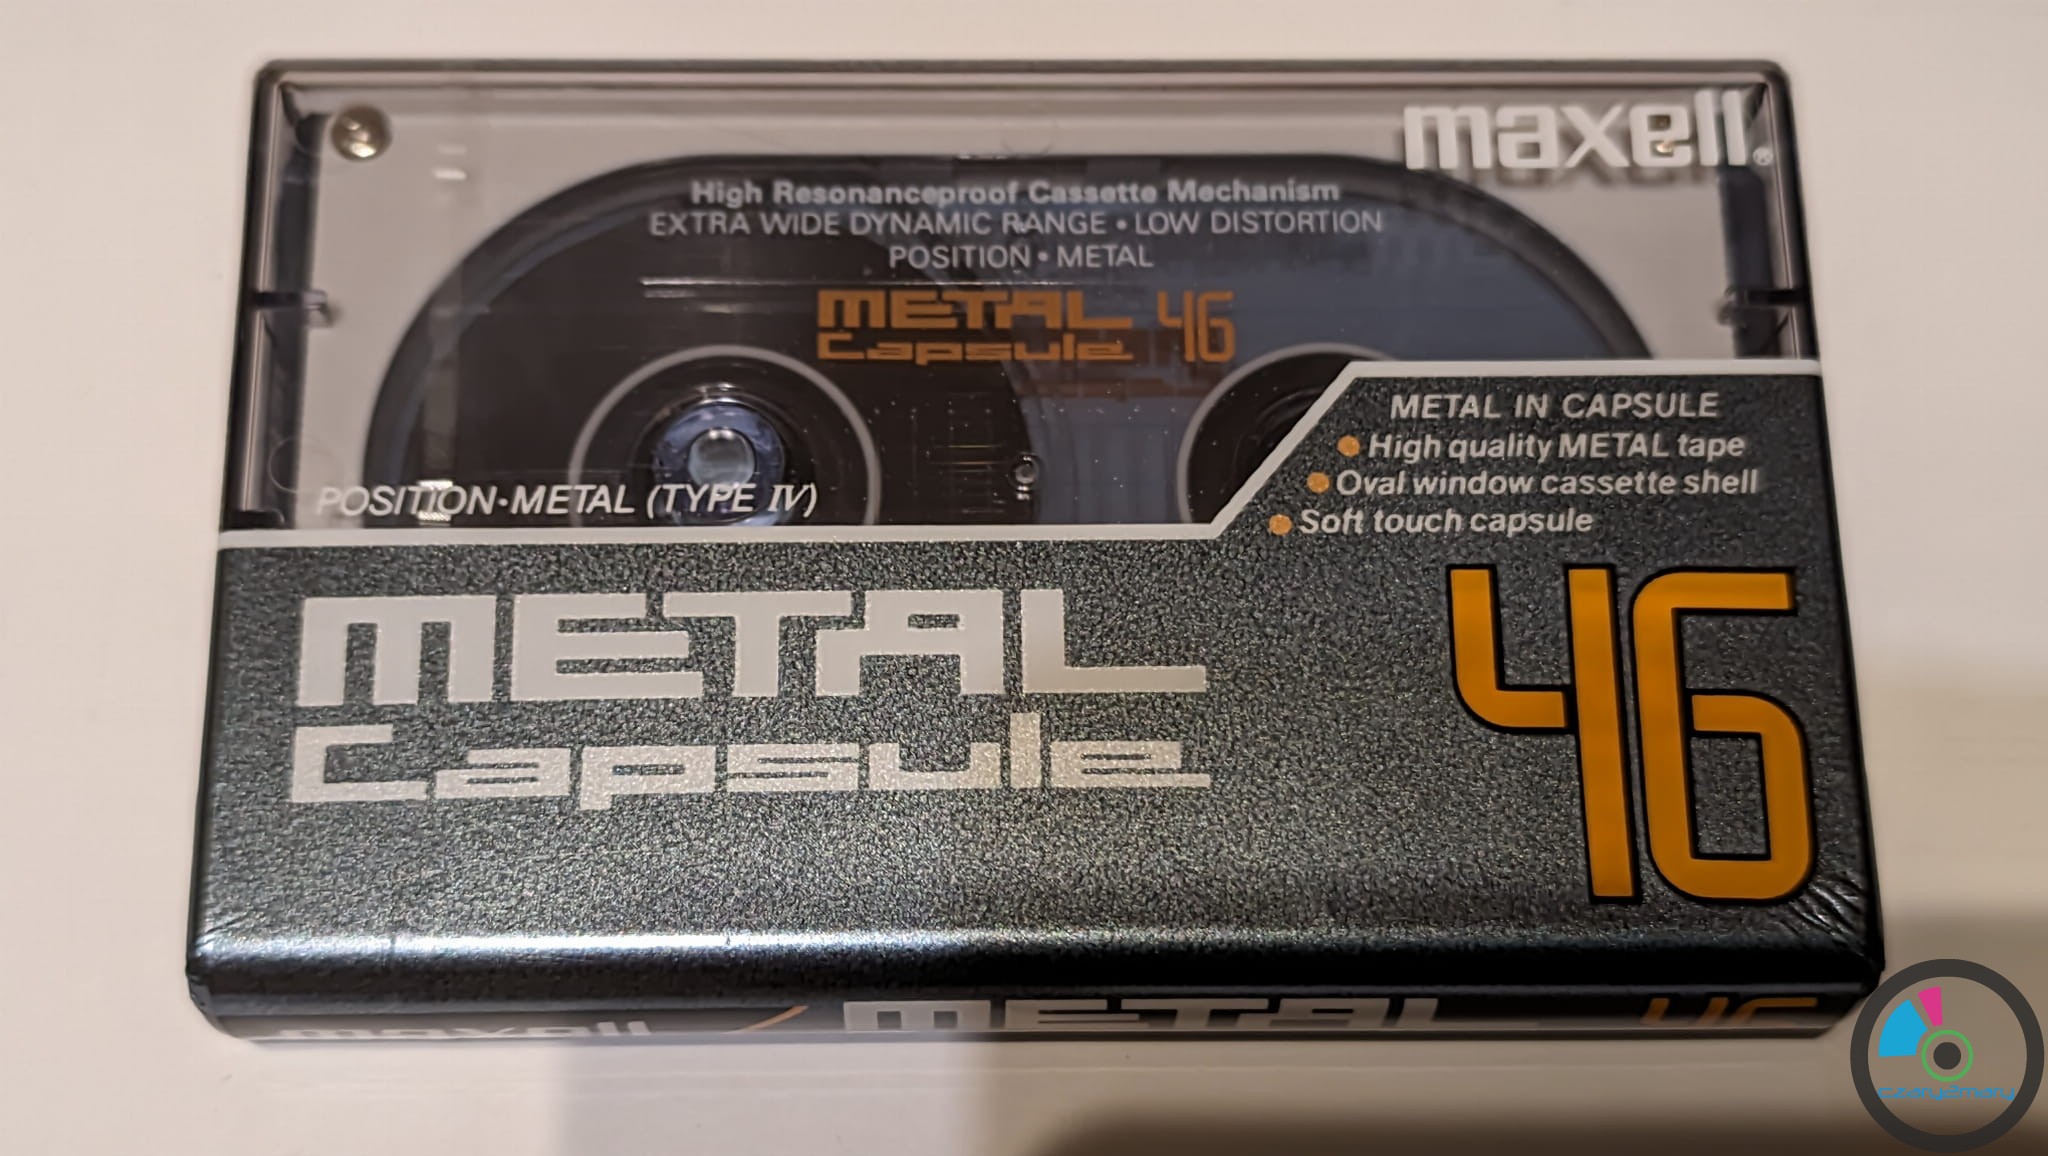 maxell®
High Resonanceproof Cassette Mechanism
EXTRA WIDE DYNAMIC RANGE • LOW DISTORTION
POSITION • METAL
METAL 46
Capsule
METAL IN CAPSULE
• High quality METAL tape
• Oval window cassette shell
• Soft touch capsule
POSITION·METAL (TYPE IV)
METAL
Capsule
46
maxell METAL 46
czary2mary